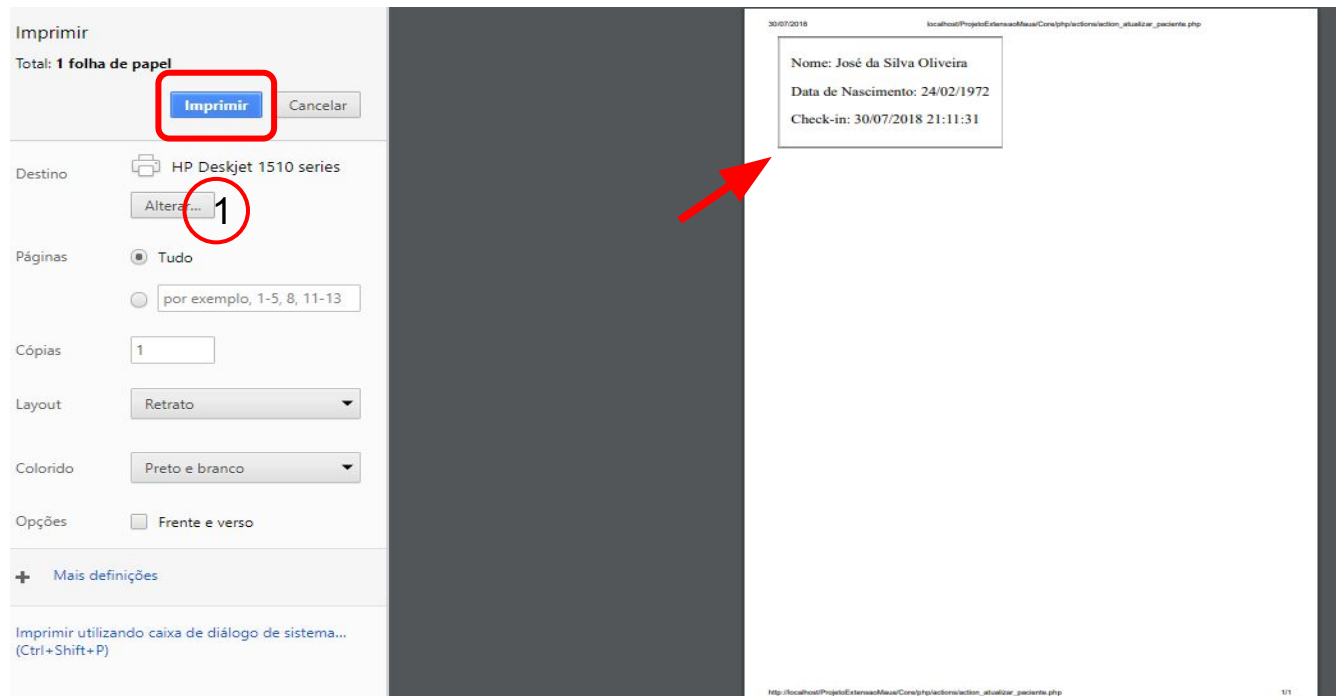 Imprimir
Total: 1 folha de papel
Imprimir Cancelar
Destino HP Deskjet 1510 series
Alterar...
1
Páginas Tudo
por exemplo, 1-5, 8, 11-13
Cópias 1
Layout Retrato
Colorido Preto e branco
Opções Frente e verso
+ Mais definições
Imprimir utilizando caixa de diálogo de sistema...
(Ctrl+Shift+P)
30/07/2018 localhost/ProjetoExtensaoMaua/Core/php/actions/action_atualizar_paciente.php
Nome: José da Silva Oliveira
Data de Nascimento: 24/02/1972
Check-in: 30/07/2018 21:11:31
http://localhost/ProjetoExtensaoMaua/Core/php/actions/action_atualizar_paciente.php 1/1